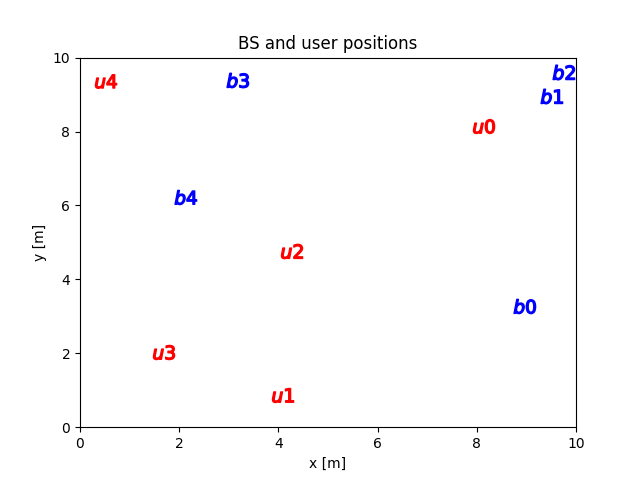 BS and user positions
10
8
6
4
2
0
y [m]
u4
b3
b2
b1
u0
b4
u2
b0
u3
u1
0 2 4 6 8 10
x [m]